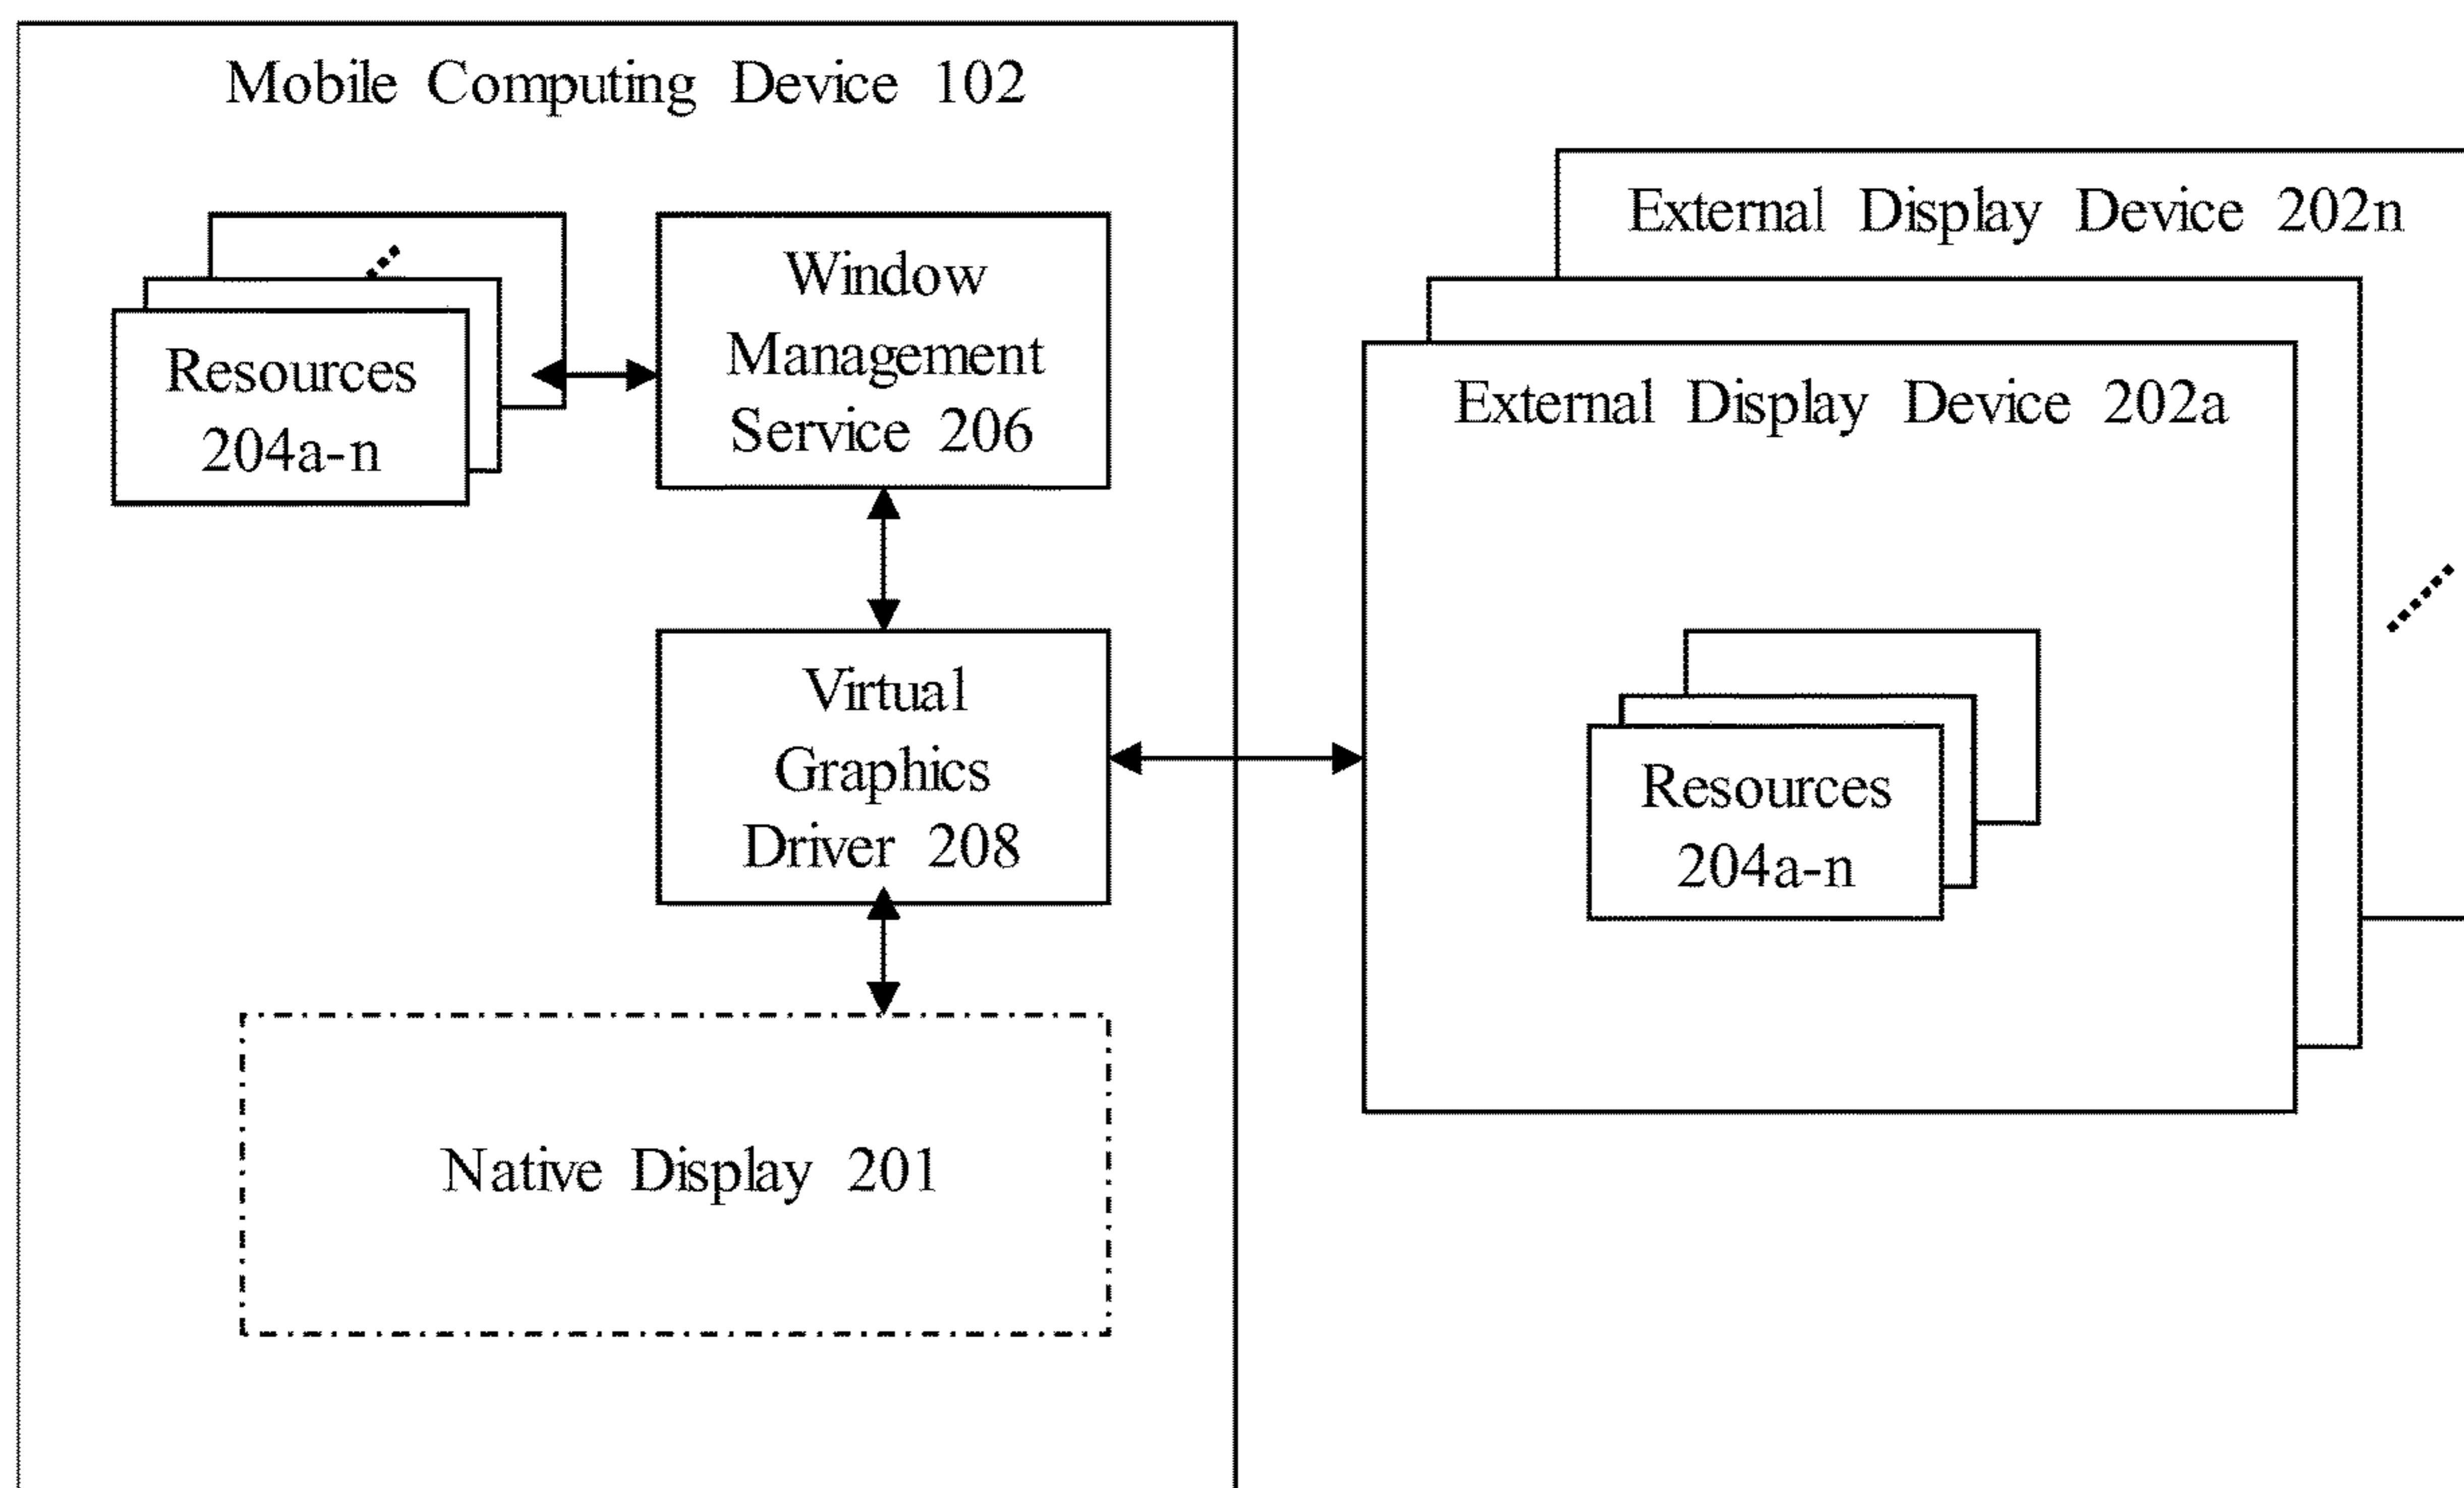 Mobile Computing Device 102
Resources
204a-n
Window
Management
Service 206
Virtual
Graphics
Driver 208
Native Display 201
External Display Device 202n
External Display Device 202a
Resources
204a-n